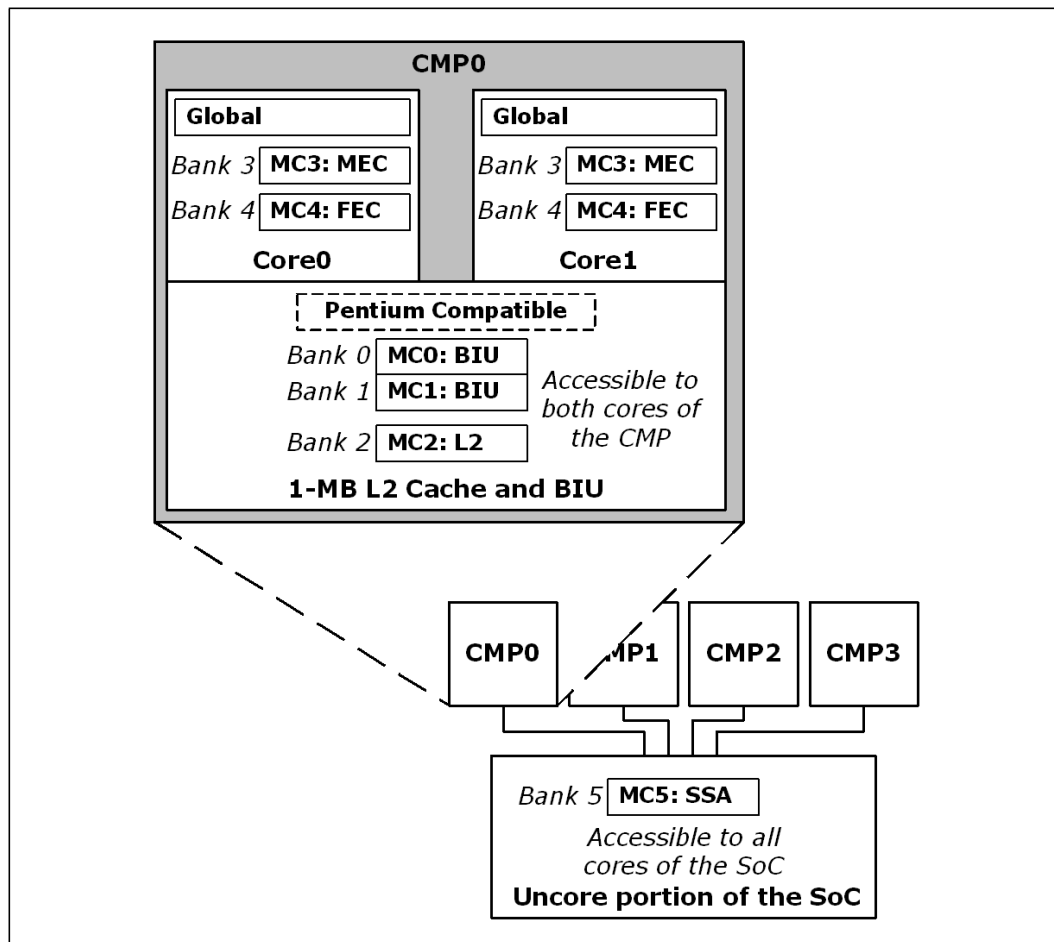 CMP0
Global
Global
Bank 3 MC3: MEC
Bank 3 MC3: MEC
Bank 4 MC4: FEC
Bank 4 MC4: FEC
Core0
Core1
Pentium Compatible
Bank 0 MC0: BIU
Bank 1 MC1: BIU
Accessible to
both cores of
the CMP
Bank 2 MC2: L2
1-MB L2 Cache and BIU
CMP0
MP1
CMP2
CMP3
Bank 5 MC5: SSA
Accessible to all
cores of the SoC
Uncore portion of the SoC